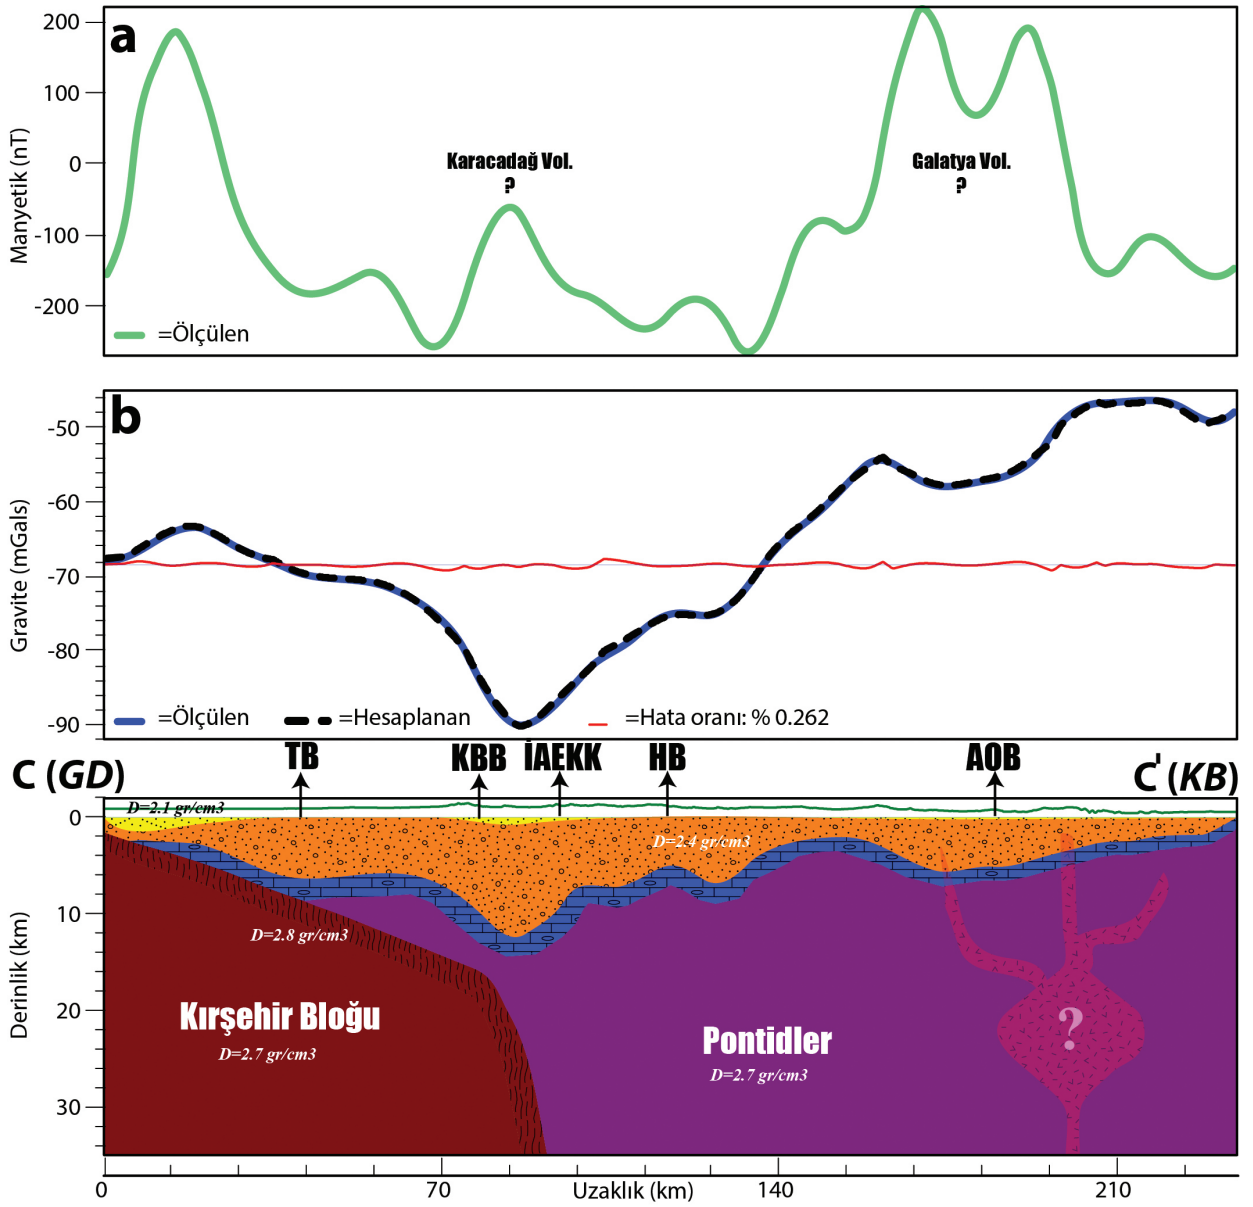 a
200
100
0
-100
-200
Manyetik (nT)
Karacadağ Vol.
?
Galatya Vol.
?
=Ölçülen
b
-50
-60
-70
-80
-90
Gravite (mGals)
=Ölçülen
=Hesaplanan
=Hata oranı: % 0.262
C (GD)
TB
KBB
İAEKK
HB
AOB
C' (KB)
D=2.1 gr/cm3
D=2.4 gr/cm3
D=2.8 gr/cm3
0
10
20
30
Derinlik (km)
Kırşehir Bloğu
D=2.7 gr/cm3
Pontidler
D=2.7 gr/cm3
?
0
70
Uzaklık (km)
140
210